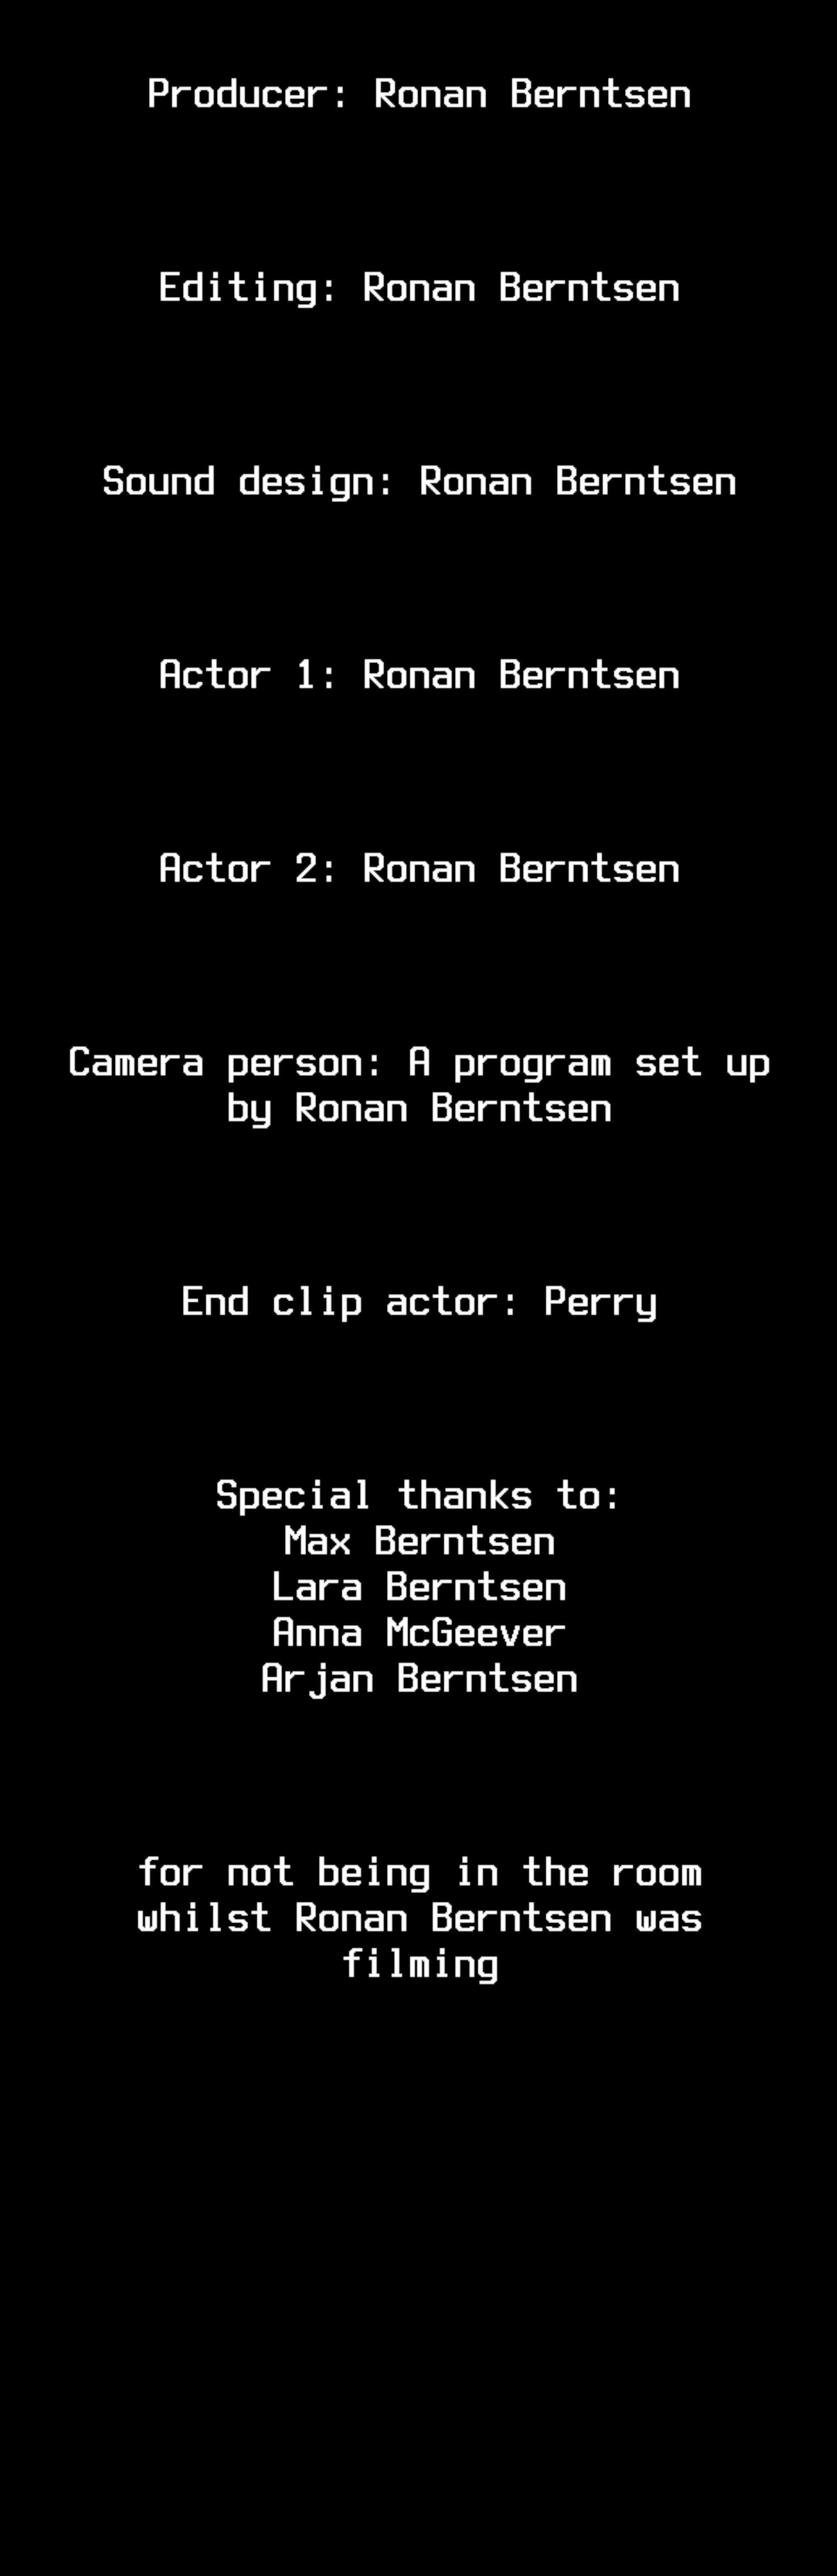 Producer: Ronan Berntsen
Editing: Ronan Berntsen
Sound design: Ronan Berntsen
Actor 1: Ronan Berntsen
Actor 2: Ronan Berntsen
Camera person: A program set up
by Ronan Berntsen
End clip actor: Perry
Special thanks to:
Max Berntsen
Lara Berntsen
Anna McGeever
Arjan Berntsen
for not being in the room
whilst Ronan Berntsen was
filming